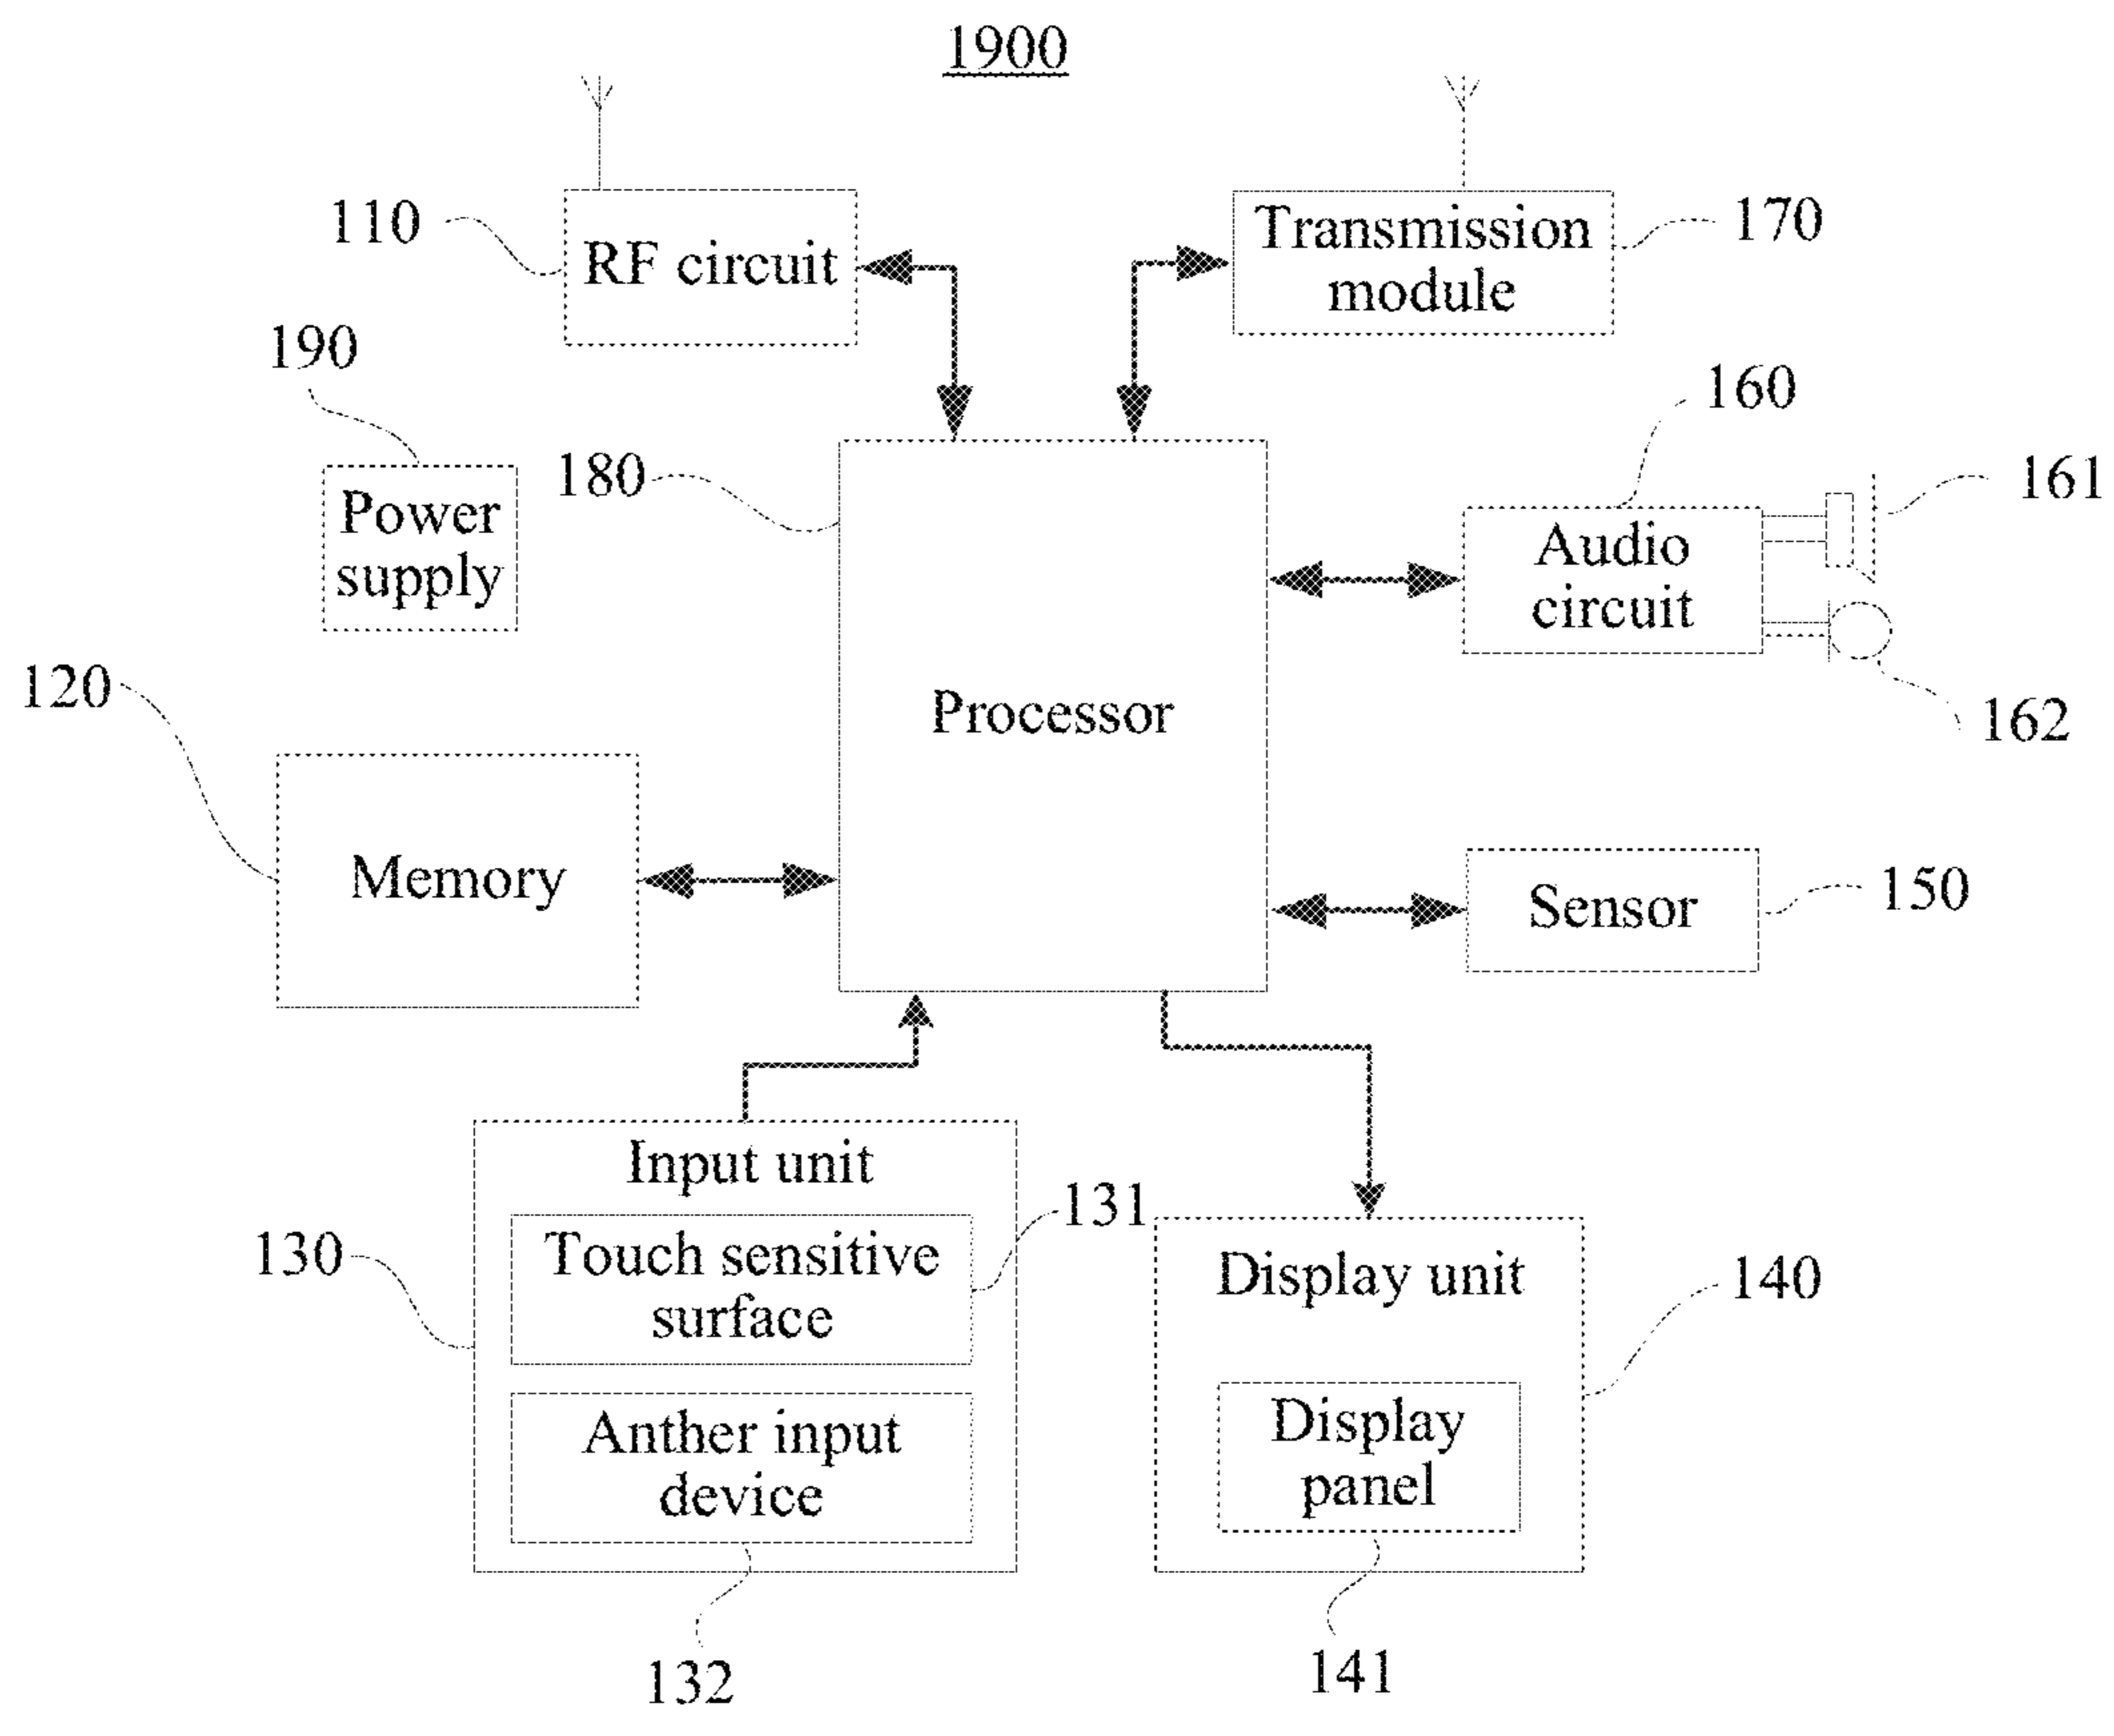 1900
110
RF circuit
Transmission
module
170
190
Power
supply
180
160
161
Audio
circuit
162
120
Processor
Memory
Sensor
150
Input unit
130
131
Touch sensitive
surface
Anther input
device
132
Display unit
140
Display
panel
141